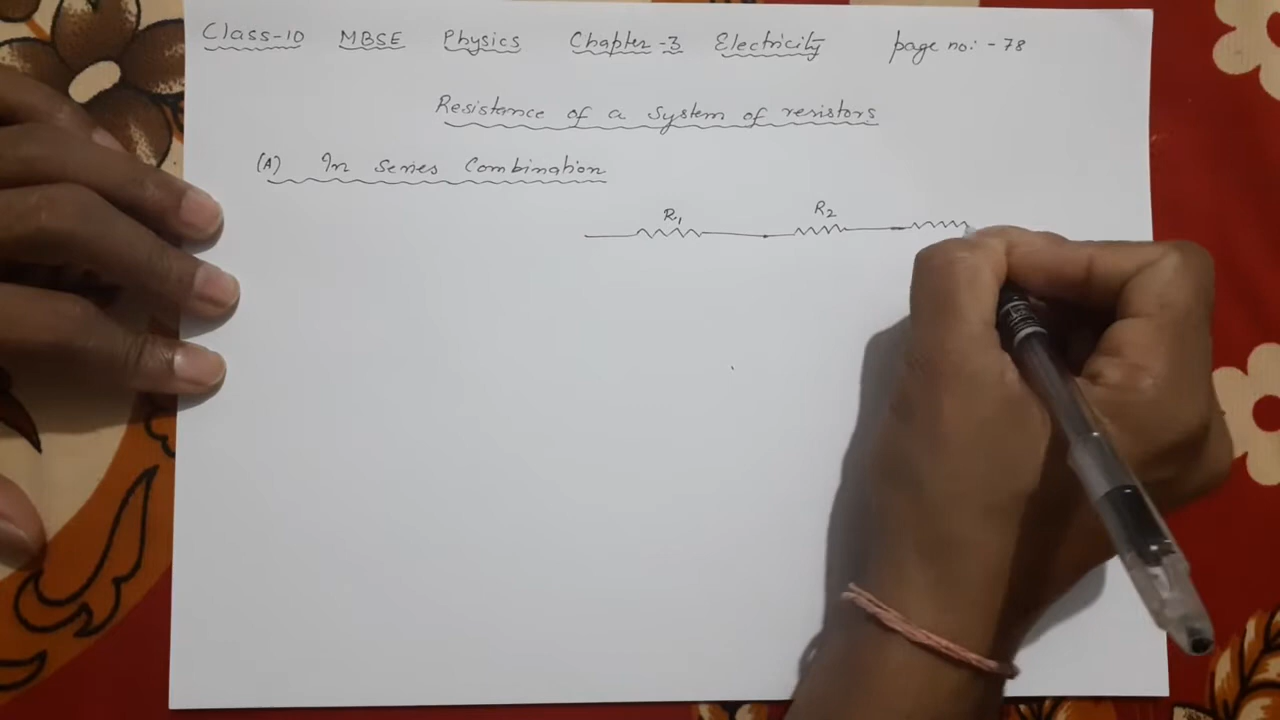 Class-10 MBSE Physics Chapter-3 Electricity page no:-78
Resistance of a system of resistors
(A) In Series Combination
R₁ R₂